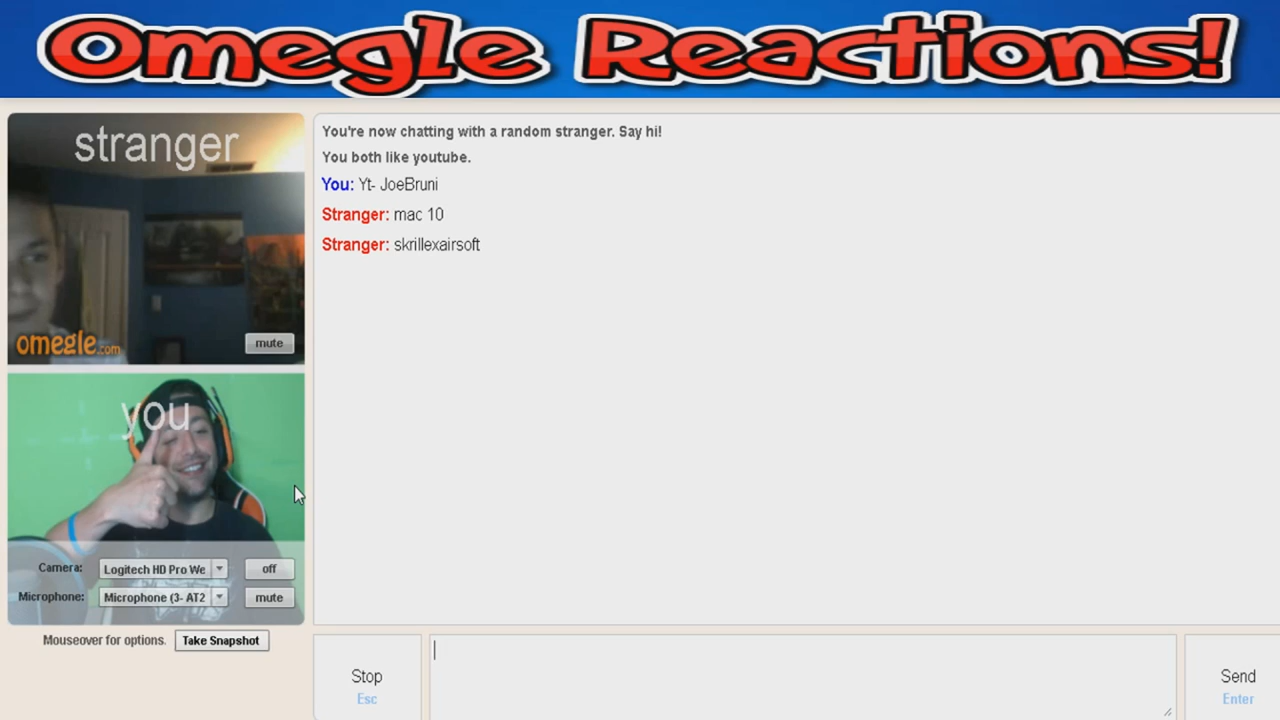 Omegle Reactions!
stranger
omegle.com
mute
you
Camera:
Logitech HD Pro We
off
Microphone:
Microphone (3- AT2
mute
Mouseover for options.
Take Snapshot
You're now chatting with a random stranger. Say hi!
You both like youtube.
You: Yt- JoeBruni
Stranger: mac 10
Stranger: skrillexairsoft
Stop
Esc
Send
Enter